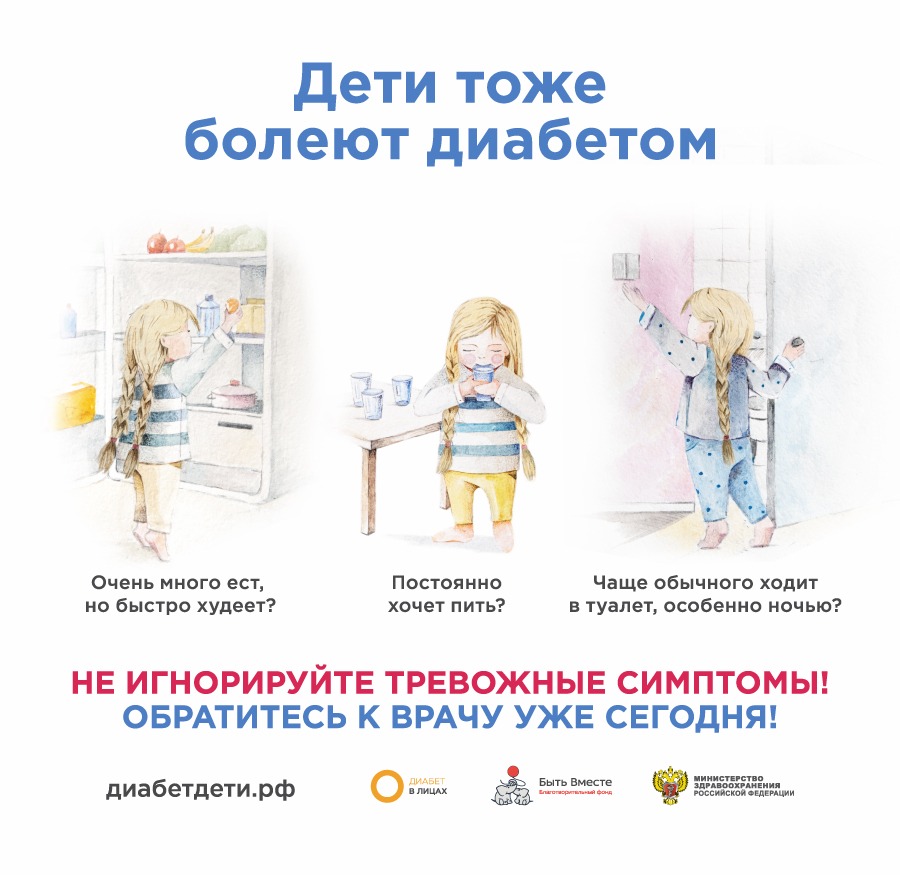 Дети тоже
болеют диабетом
Очень много ест,
но быстро худеет?
Постоянно
хочет пить?
Чаще обычного ходит
в туалет, особенно ночью?
НЕ ИГНОРИРУЙТЕ ТРЕВОЖНЫЕ СИМПТОМЫ!
ОБРАТИТЕСЬ К ВРАЧУ УЖЕ СЕГОДНЯ!
диабетдети.рф
ДИАБЕТ
В ЛИЦАХ
Быть Вместе
Благотворительный фонд
МИНИСТЕРСТВО
ЗДРАВООХРАНЕНИЯ
РОССИЙСКОЙ ФЕДЕРАЦИИ